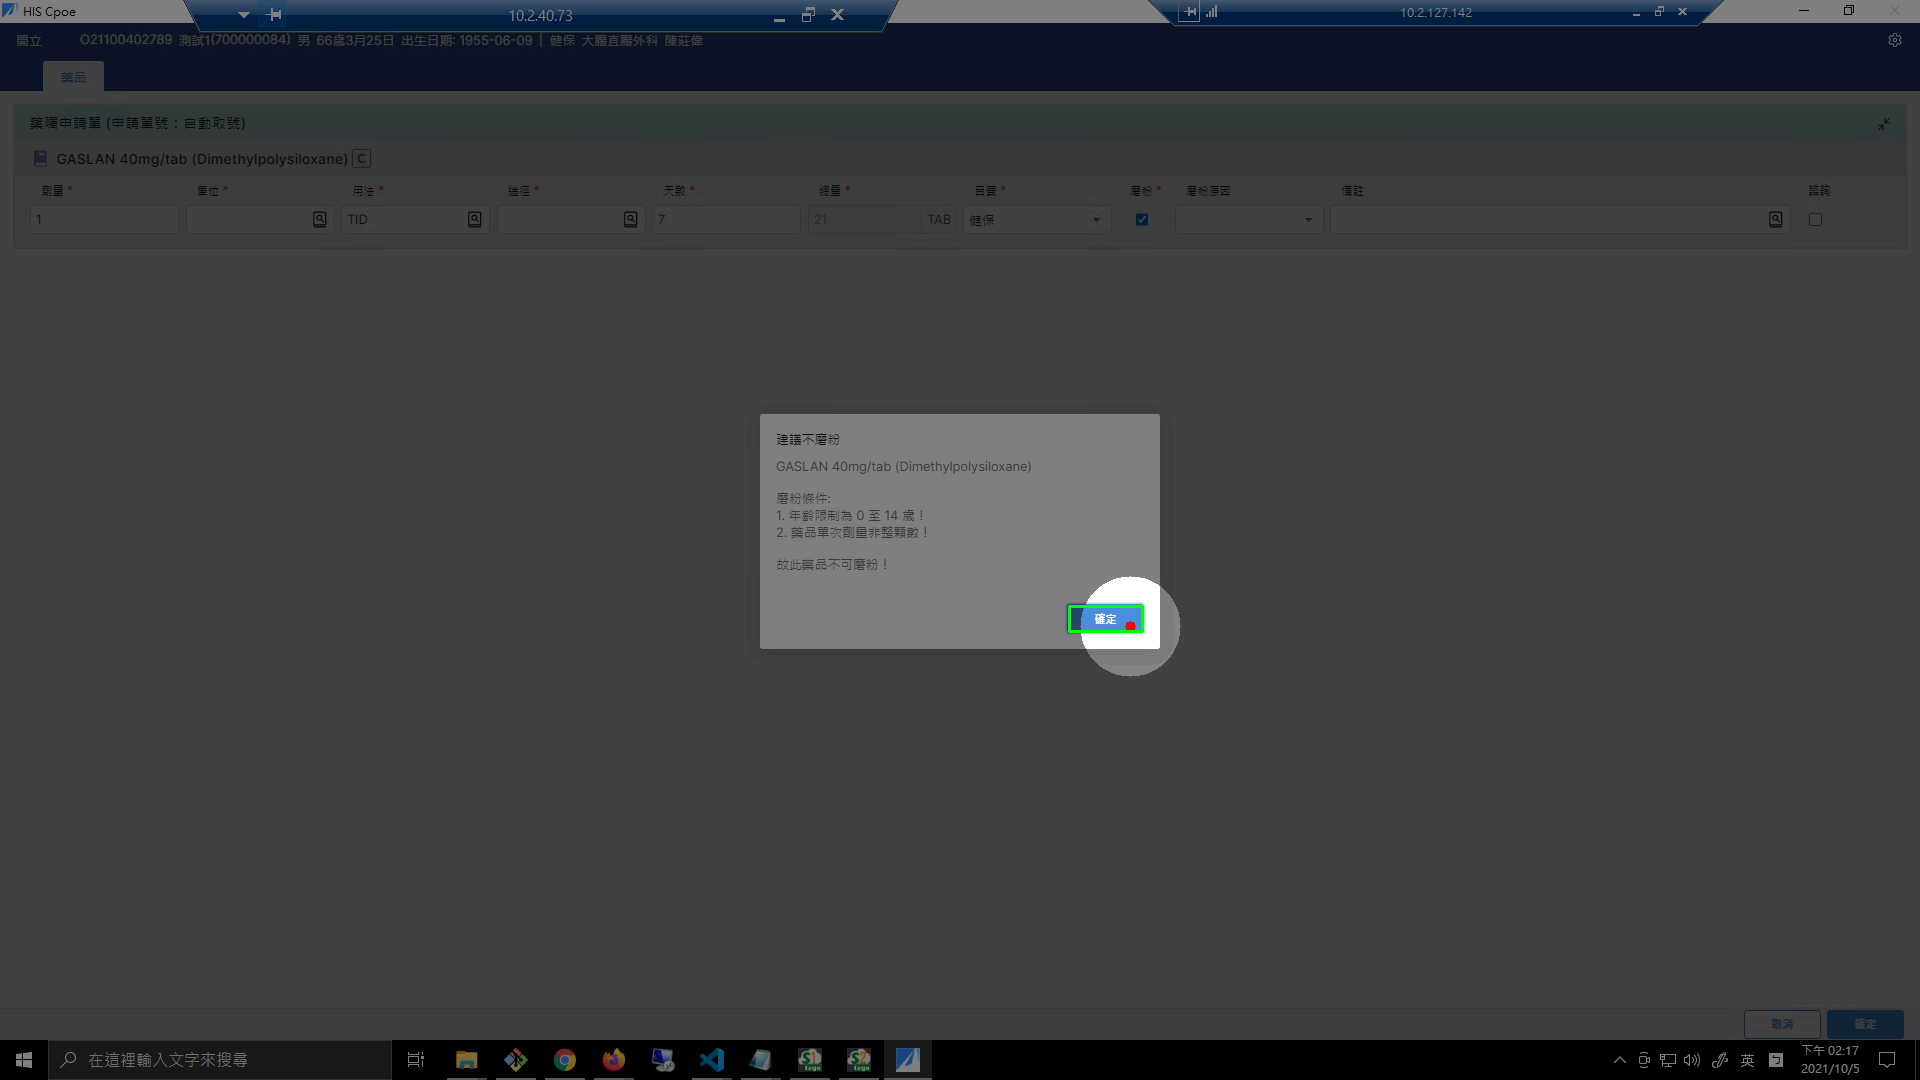 HIS Cpoe
10.2.40.73
10.2.127.142
開立 O21100402789 測試1(700000084) 男 66歲3月25日 出生日期: 1955-06-09 | 健保 大腸直腸外科 陳莊偉
藥品
藥囑申請單 (申請單號：自動取號)
GASLAN 40mg/tab (Dimethylpolysiloxane) C
劑量 * 單位 * 用法 * 途徑 * 天數 * 總量 * 自費 * 磨粉 * 磨粉原因 備註 諮詢
1 TID 7 21 TAB 健保
建議不磨粉
GASLAN 40mg/tab (Dimethylpolysiloxane)
磨粉條件:
1. 年齡限制為 0 至 14 歲！
2. 藥品單次劑量非整顆數！
故此藥品不可磨粉！
確定
取消 確定
在這裡輸入文字來搜尋
英
下午 02:17
2021/10/5